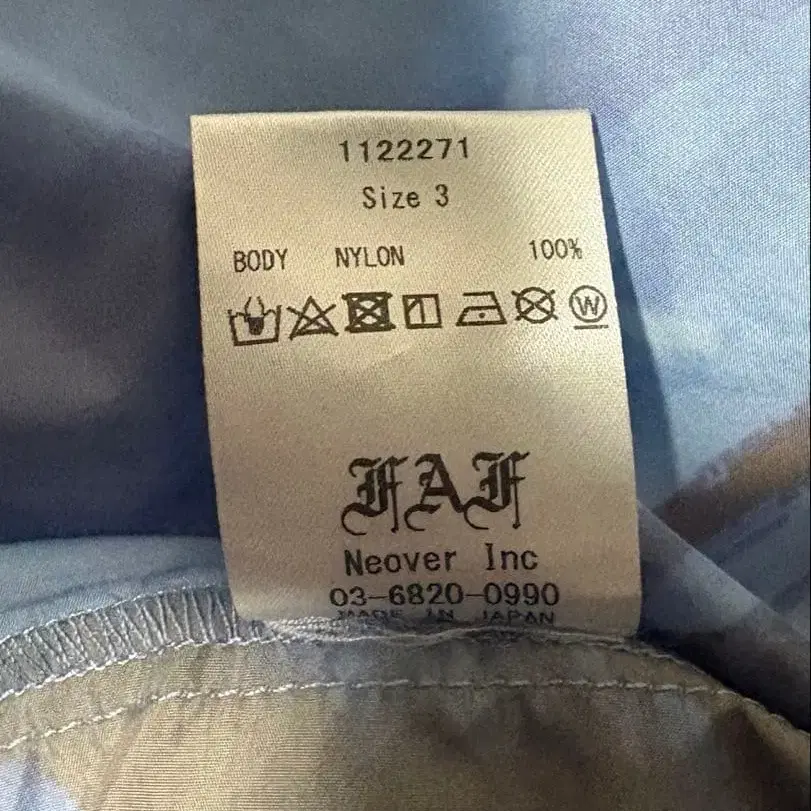 1122271
Size 3
BODY NYLON 100%
W
FAF
Neover Inc
03-6820-0990
MADE IN JAPAN